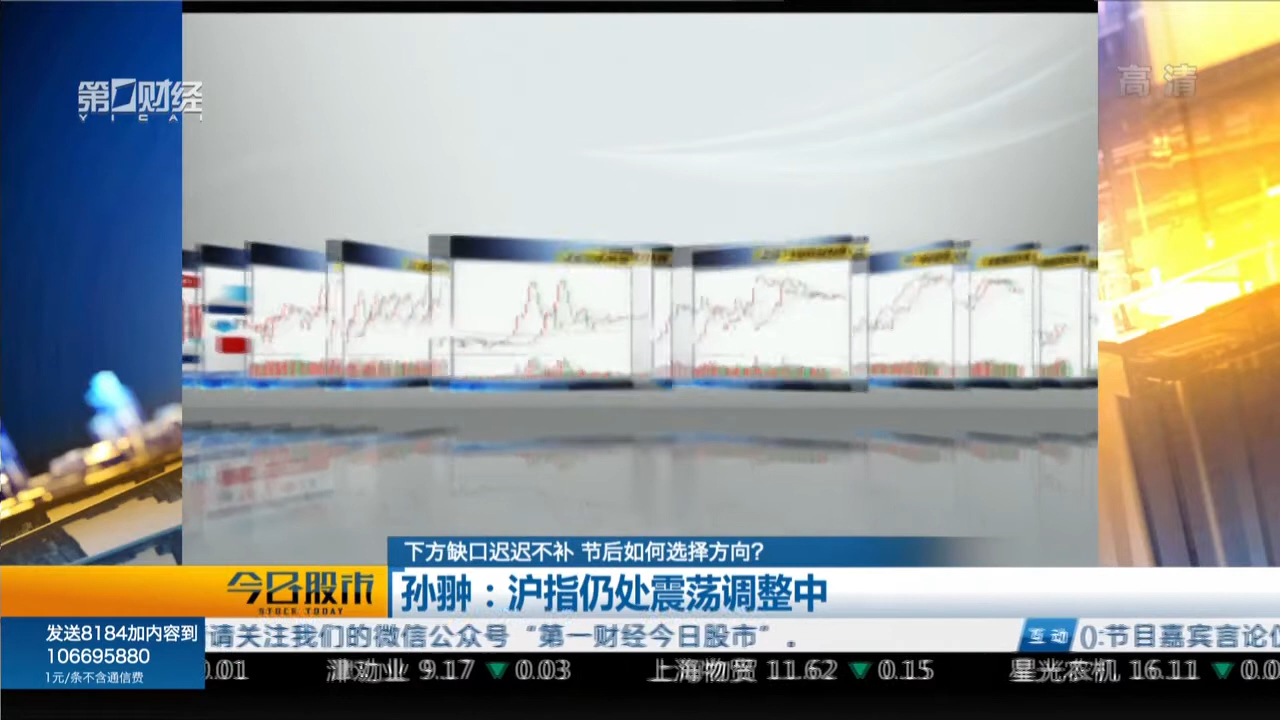 第一财经
YICAI
高清
下方缺口迟迟不补 节后如何选择方向?
今日股市
STOCK TODAY
孙翀：沪指仍处震荡调整中
请关注我们的微信公众号“第一财经今日股市”.
互动
:节目嘉宾言论仅
发送8184加内容到
106695880
1元/条不含通信费
0.01 津劝业 9.17 ▼ 0.03 上海物贸 11.62 ▼ 0.15 星光农机 16.11 ▼ 0.0